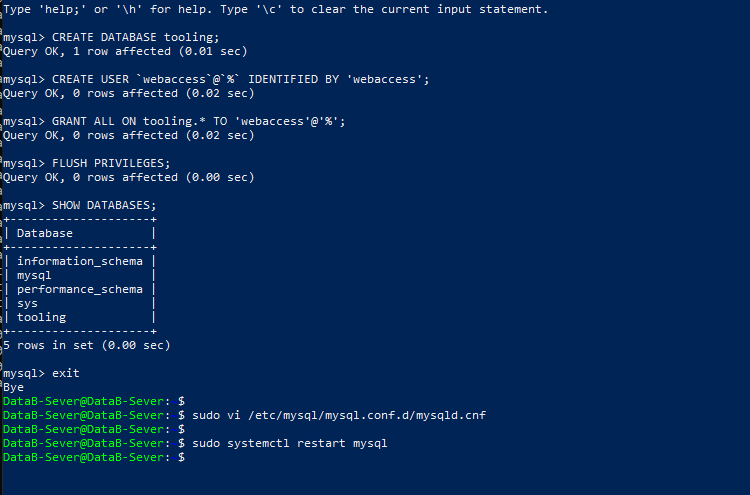 Type 'help;' or '\h' for help. Type '\c' to clear the current input statement.
mysql> CREATE DATABASE tooling;
Query OK, 1 row affected (0.01 sec)
mysql> CREATE USER `webaccess`@`%` IDENTIFIED BY 'webaccess';
Query OK, 0 rows affected (0.02 sec)
mysql> GRANT ALL ON tooling.* TO 'webaccess'@'%';
Query OK, 0 rows affected (0.02 sec)
mysql> FLUSH PRIVILEGES;
Query OK, 0 rows affected (0.00 sec)
mysql> SHOW DATABASES;
+--------------------+
| Database           |
+--------------------+
| information_schema |
| mysql              |
| performance_schema |
| sys                |
| tooling            |
+--------------------+
5 rows in set (0.00 sec)
mysql> exit
Bye
DataB-Sever@DataB-Sever: $
DataB-Sever@DataB-Sever: $ sudo vi /etc/mysql/mysql.conf.d/mysqld.cnf
DataB-Sever@DataB-Sever: $
DataB-Sever@DataB-Sever: $ sudo systemctl restart mysql
DataB-Sever@DataB-Sever: $